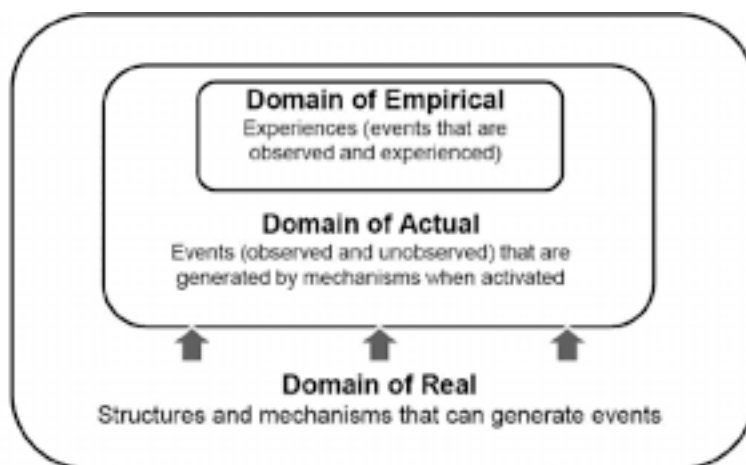 Domain of Empirical
Experiences (events that are
observed and experienced)
Domain of Actual
Events (observed and unobserved) that are
generated by mechanisms when activated
Domain of Real
Structures and mechanisms that can generate events